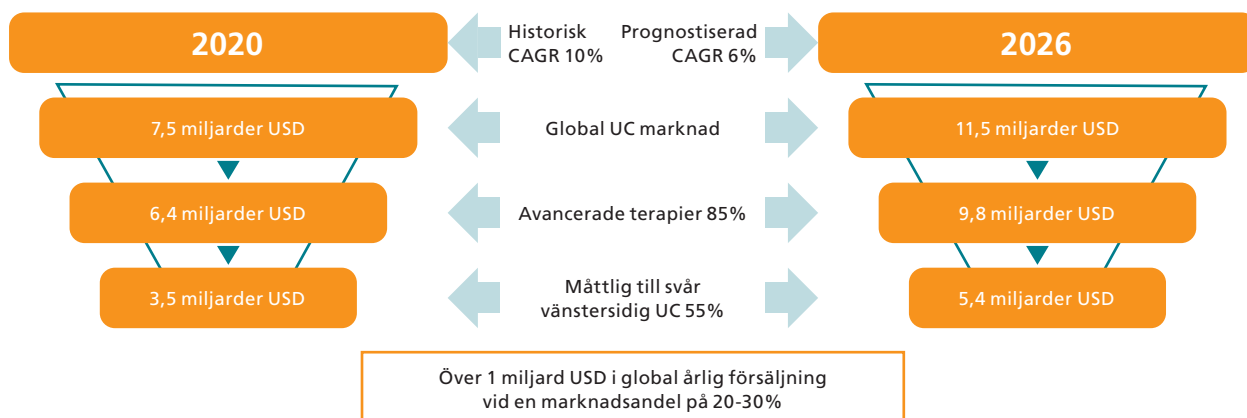 2020
Historisk
CAGR 10%
Prognostiserad
CAGR 6%
2026
7,5 miljarder USD
Global UC marknad
11,5 miljarder USD
6,4 miljarder USD
Avancerade terapier 85%
9,8 miljarder USD
3,5 miljarder USD
Måttlig till svår
vänstersidig UC 55%
5,4 miljarder USD
Över 1 miljard USD i global årlig försäljning
vid en marknadsandel på 20-30%